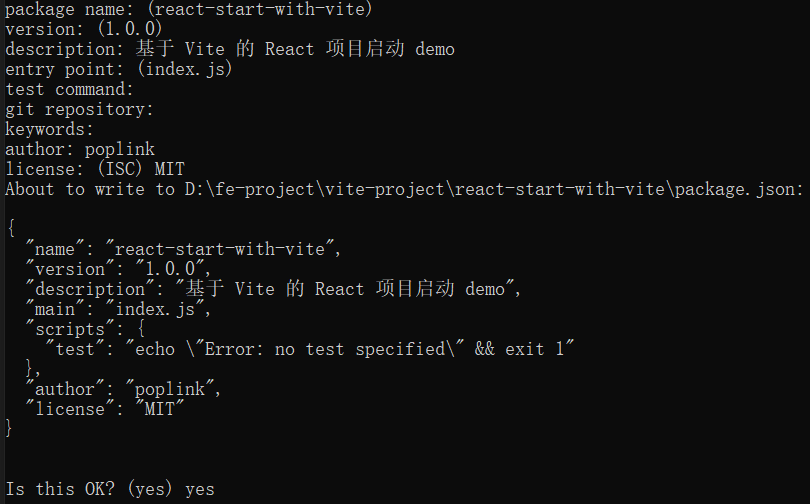 package name: (react-start-with-vite)
version: (1.0.0)
description: 基于 Vite 的 React 项目启动 demo
entry point: (index.js)
test command:
git repository:
keywords:
author: poplink
license: (ISC) MIT
About to write to D:\fe-project\vite-project\react-start-with-vite\package.json:

{
  "name": "react-start-with-vite",
  "version": "1.0.0",
  "description": "基于 Vite 的 React 项目启动 demo",
  "main": "index.js",
  "scripts": {
    "test": "echo \"Error: no test specified\" && exit 1"
  },
  "author": "poplink",
  "license": "MIT"
}

Is this OK? (yes) yes